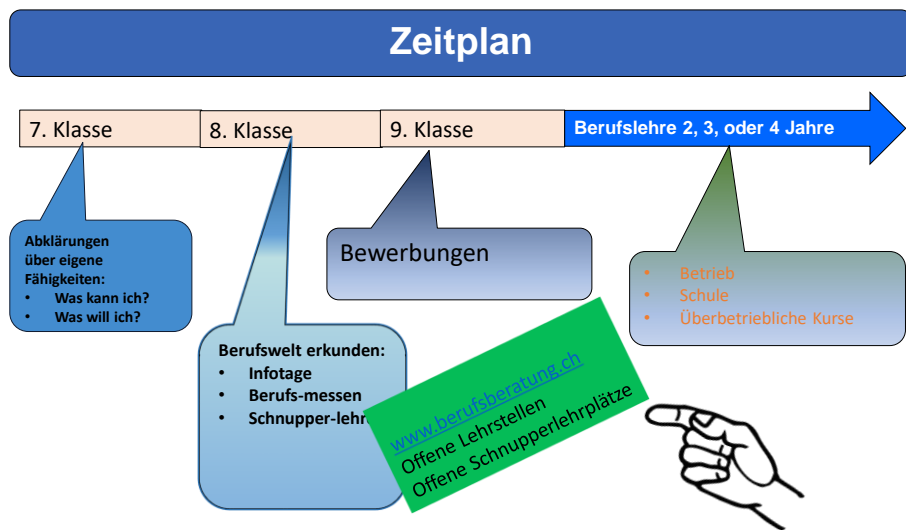 Zeitplan
7. Klasse
8. Klasse
9. Klasse
Berufslehre 2, 3, oder 4 Jahre
Abklärungen
über eigene
Fähigkeiten:
• Was kann ich?
• Was will ich?
Berufswelt erkunden:
• Infotage
• Berufs-messen
• Schnupper-lehre
Bewerbungen
• Betrieb
• Schule
• Überbetriebliche Kurse
www.berufsberatung.ch
Offene Lehrstellen
Offene Schnupperlehrplätze